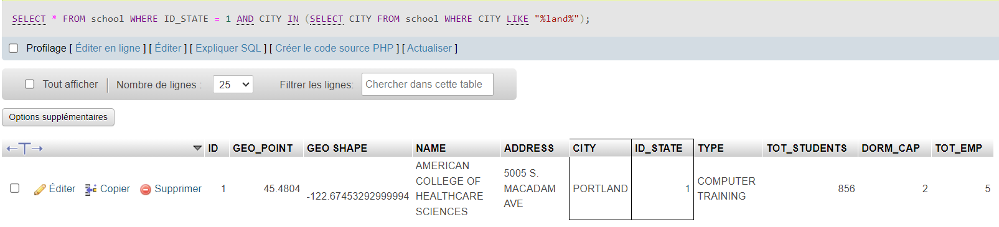 SELECT * FROM school WHERE ID_STATE = 1 AND CITY IN (SELECT CITY FROM school WHERE CITY LIKE "%land%");
Profilage [ Éditer en ligne ] [ Éditer ] [ Expliquer SQL ] [ Créer le code source PHP ] [ Actualiser ]
Tout afficher | Nombre de lignes : 25 Filtrer les lignes: Chercher dans cette table
Options supplémentaires
←T→ ID GEO_POINT GEO SHAPE NAME ADDRESS CITY ID_STATE TYPE TOT_STUDENTS DORM_CAP TOT_EMP
Éditer Copier Supprimer 1 45.4804 -122.67453292999994
AMERICAN
COLLEGE OF
HEALTHCARE
SCIENCES
5005 S.
MACADAM
AVE
PORTLAND 1
COMPUTER
TRAINING
856 2 5